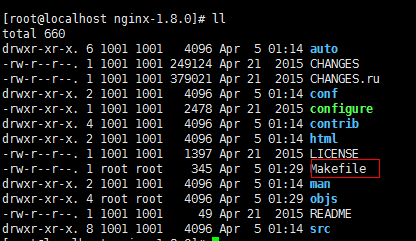 [root@localhost nginx-1.8.0]# ll
total 660
drwxr-xr-x. 6 1001 1001 4096 Apr 5 01:14 auto
-rw-r--r--. 1 1001 1001 249124 Apr 21 2015 CHANGES
-rw-r--r--. 1 1001 1001 379021 Apr 21 2015 CHANGES.ru
drwxr-xr-x. 2 1001 1001 4096 Apr 5 01:14 conf
-rwxr-xr-x. 1 1001 1001 2478 Apr 21 2015 configure
drwxr-xr-x. 4 1001 1001 4096 Apr 5 01:14 contrib
drwxr-xr-x. 2 1001 1001 4096 Apr 5 01:14 html
-rw-r--r--. 1 1001 1001 1397 Apr 21 2015 LICENSE
-rw-r--r--. 1 root root 345 Apr 5 01:29 Makefile
drwxr-xr-x. 2 1001 1001 4096 Apr 5 01:14 man
drwxr-xr-x. 4 root root 4096 Apr 5 01:29 objs
-rw-r--r--. 1 1001 1001 49 Apr 21 2015 README
drwxr-xr-x. 8 1001 1001 4096 Apr 5 01:14 src
[root@localhost nginx-1.8.0]#